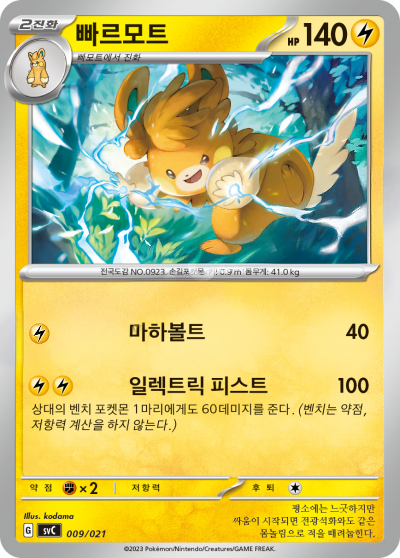 2진화 빠르모트 HP 140
빠모트에서 진화
전국도감 NO.0923. 손길포켓몬 키: 0.9 m 몸무게: 41.0 kg
마하볼트 40
일렉트릭 피스트 100
상대의 벤치 포켓몬 1마리에게도 60데미지를 준다. (벤치는 약점,
저항력 계산을 하지 않는다.)
약점 ×2 저항력 후퇴
Illus. kodama
G svC 009/021
평소에는 느긋하지만
싸움이 시작되면 전광석화와도 같은
몸놀림으로 적을 때려눕힌다.
©2023 Pokémon/Nintendo/Creatures/GAME FREAK.